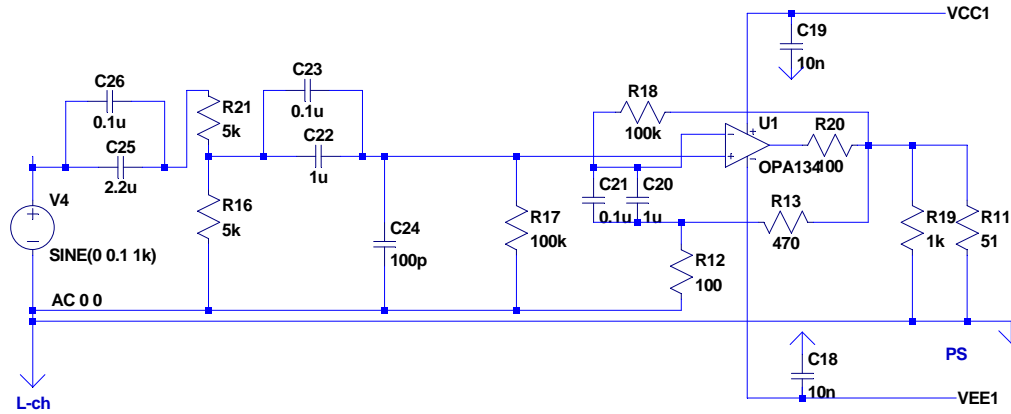 VCC1
C19
10n
C26
0.1u
C25
2.2u
R21
5k
C23
0.1u
C22
1u
R18
100k
U1
OPA134
R20
100
V4
SINE(0 0.1 1k)
AC 0 0
R16
5k
C24
100p
R17
100k
C21
0.1u
C20
1u
R13
470
R12
100
R19
1k
R11
51
PS
C18
10n
VEE1
L-ch